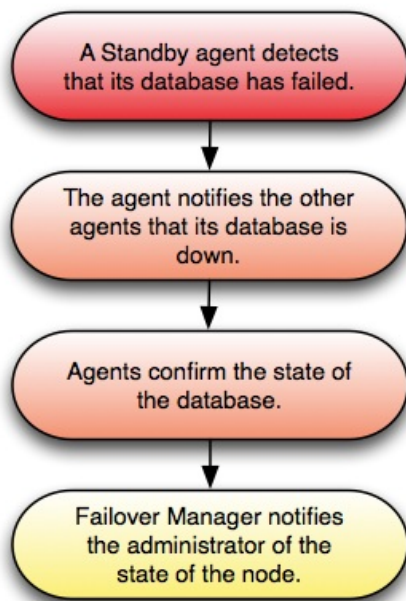 A Standby agent detects
that its database has failed.
The agent notifies the other
agents that its database is
down.
Agents confirm the state of
the database.
Failover Manager notifies
the administrator of the
state of the node.